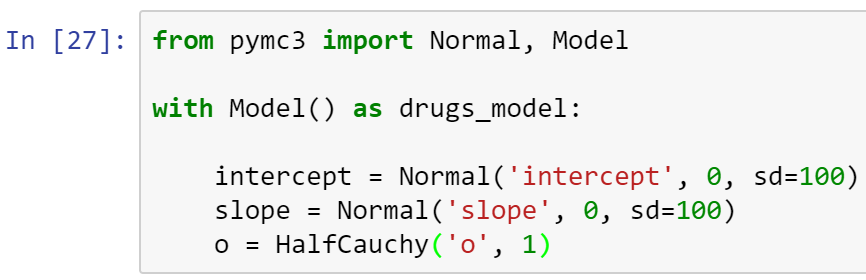 In [27]: from pymc3 import Normal, Model
with Model() as drugs_model:
intercept = Normal('intercept', 0, sd=100)
slope = Normal('slope', 0, sd=100)
o = HalfCauchy('o', 1)